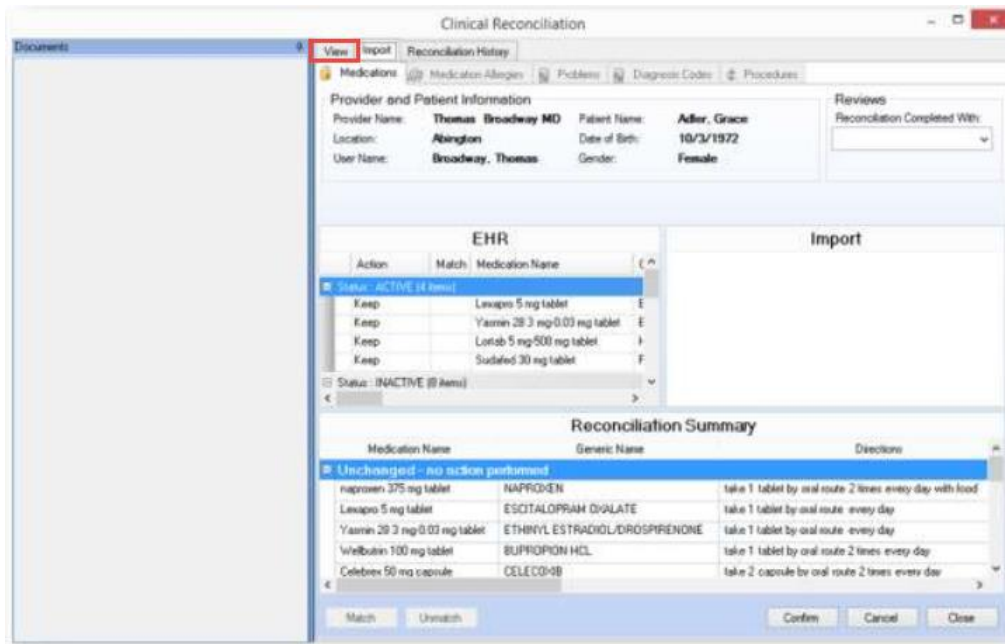 Clinical Reconciliation
Documents
View Import Reconciliation History
Medications Medication Allergies Problems Diagnosis Codes Procedures
Provider and Patient Information
Reviews
Provider Name: Thomas Broadway MD Patient Name: Adler, Grace
Reconciliation Completed With:
Location: Abington Date of Birth: 10/3/1972
User Name: Broadway, Thomas Gender: Female
EHR
Import
Action Match Medication Name
Status : ACTIVE (4 items)
Keep Lexapro 5 mg tablet E
Keep Yasmin 28 3 mg-0.03 mg tablet E
Keep Lortab 5 mg-500 mg tablet H
Keep Sudafed 30 mg tablet
Status : INACTIVE (8 items)
Reconciliation Summary
Medication Name Generic Name Directions
Unchanged - no action performed
naproxen 375 mg tablet NAPROXEN take 1 tablet by oral route 2 times every day with food
Lexapro 5 mg tablet ESCITALOPRAM OXALATE take 1 tablet by oral route every day
Yasmin 28 3 mg-0.03 mg tablet ETHINYL ESTRADIOL/DROSPIRENONE take 1 tablet by oral route every day
Wellbutrin 100 mg tablet BUPROPION HCL take 1 tablet by oral route 2 times every day
Celebrex 50 mg capsule CELECOXIB take 2 capsule by oral route 2 times every day
Match Unmatch Confirm Cancel Close